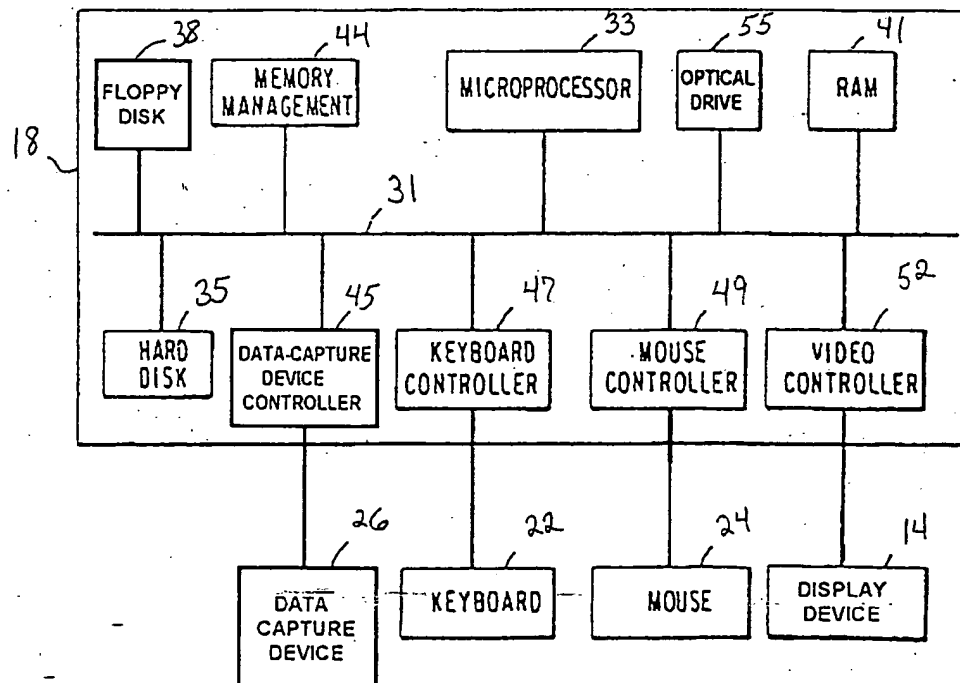 38
44
33
55
41
FLOPPY
DISK
MEMORY
MANAGEMENT
MICROPROCESSOR
OPTICAL
DRIVE
RAM
18
31
35
45
47
49
52
HARD
DISK
DATA-CAPTURE
DEVICE
CONTROLLER
KEYBOARD
CONTROLLER
MOUSE
CONTROLLER
VIDEO
CONTROLLER
26
22
24
14
DATA
CAPTURE
DEVICE
KEYBOARD
MOUSE
DISPLAY
DEVICE